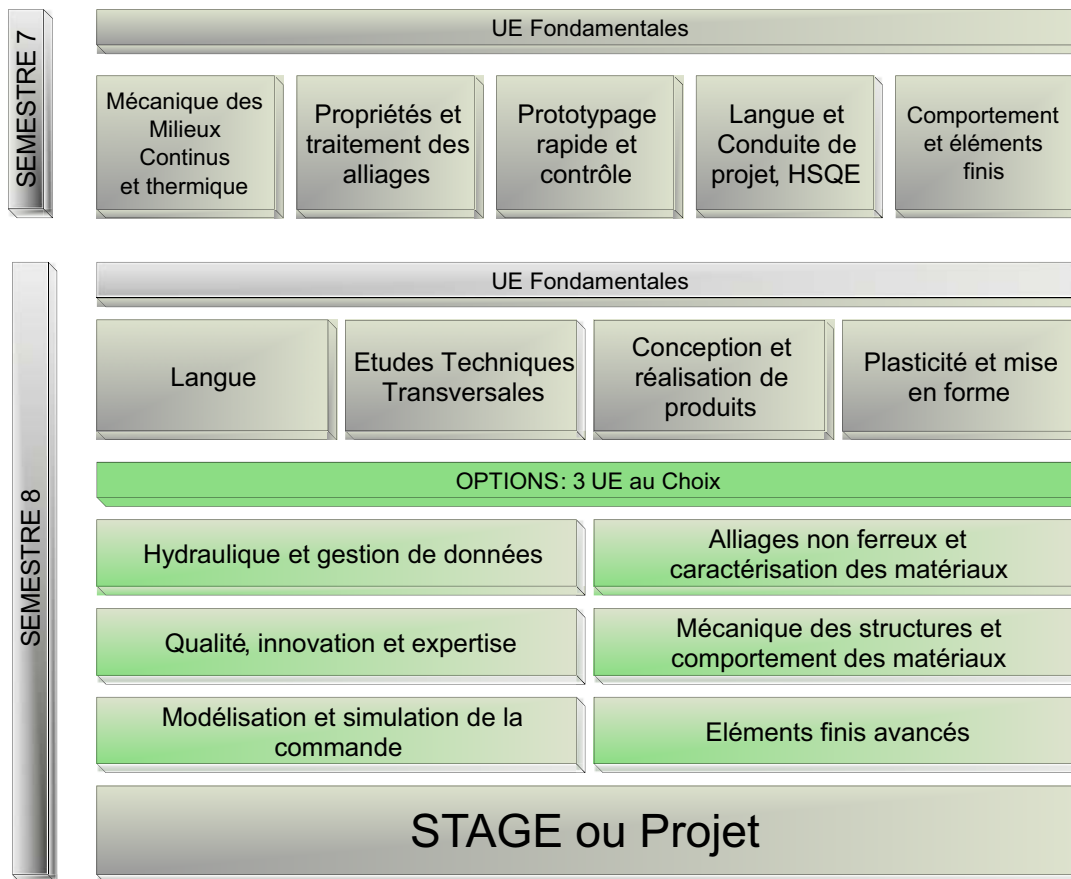 SEMESTRE 7
UE Fondamentales
Mécanique des
Milieux
Continus
et thermique
Propriétés et
traitement des
alliages
Prototypage
rapide et
contrôle
Langue et
Conduite de
projet, HSQE
Comportement
et éléments
finis
SEMESTRE 8
UE Fondamentales
Langue
Etudes Techniques
Transversales
Conception et
réalisation de
produits
Plasticité et mise
en forme
OPTIONS: 3 UE au Choix
Hydraulique et gestion de données
Alliages non ferreux et
caractérisation des matériaux
Qualité, innovation et expertise
Mécanique des structures et
comportement des matériaux
Modélisation et simulation de la
commande
Eléments finis avancés
STAGE ou Projet